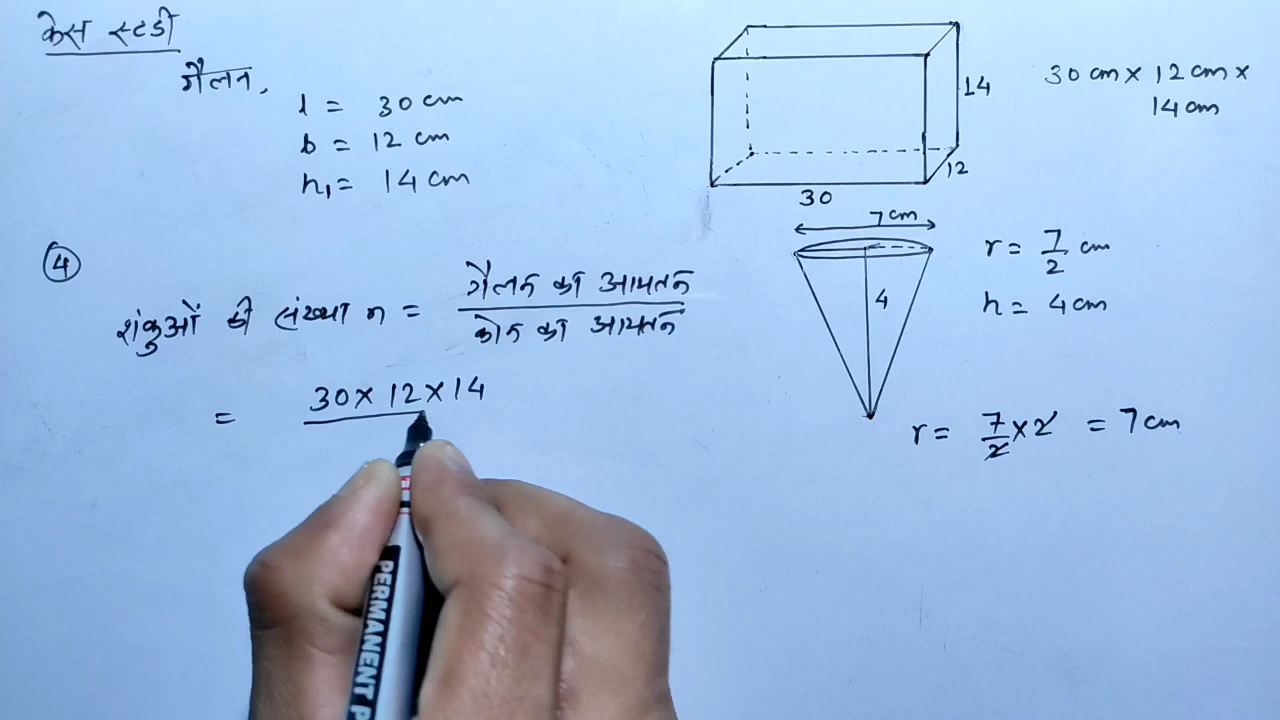 केस स्टडी
गैलन,
l = 30 cm
b = 12 cm
h₁ = 14 cm
14
12
30
30 cm × 12 cm ×
14 cm
7 cm
4
r = 7/2 cm
h = 4 cm
④
शंकुओं की संख्या n = गैलन का आयतन / कोन का आयतन
= 30 × 12 × 14
r = 7/2 × 2 = 7 cm
PERMANENT P